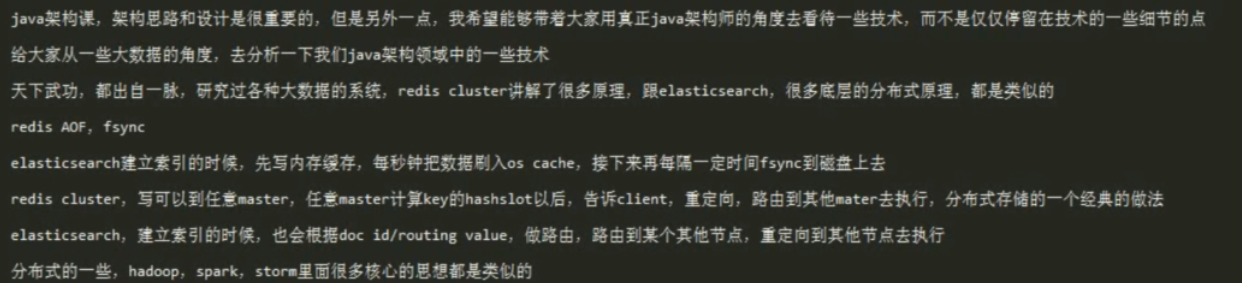 java架构课，架构思路和设计是很重要的，但是另外一点，我希望能够带着大家用真正java架构师的角度去看待一些技术，而不是仅仅停留在技术的一些细节的点
给大家从一些大数据的角度，去分析一下我们java架构领域中的一些技术
天下武功，都出自一脉，研究过各种大数据的系统，redis cluster讲解了很多原理，跟elasticsearch，很多底层的分布式原理，都是类似的
redis AOF，fsync
elasticsearch建立索引的时候，先写内存缓存，每秒钟把数据刷入os cache，接下来再每隔一定时间fsync到磁盘上去
redis cluster，写可以到任意master，任意master计算key的hashslot以后，告诉client，重定向，路由到其他mater去执行，分布式存储的一个经典的做法
elasticsearch，建立索引的时候，也会根据doc id/routing value，做路由，路由到某个其他节点，重定向到其他节点去执行
分布式的一些，hadoop，spark，storm里面很多核心的思想都是类似的